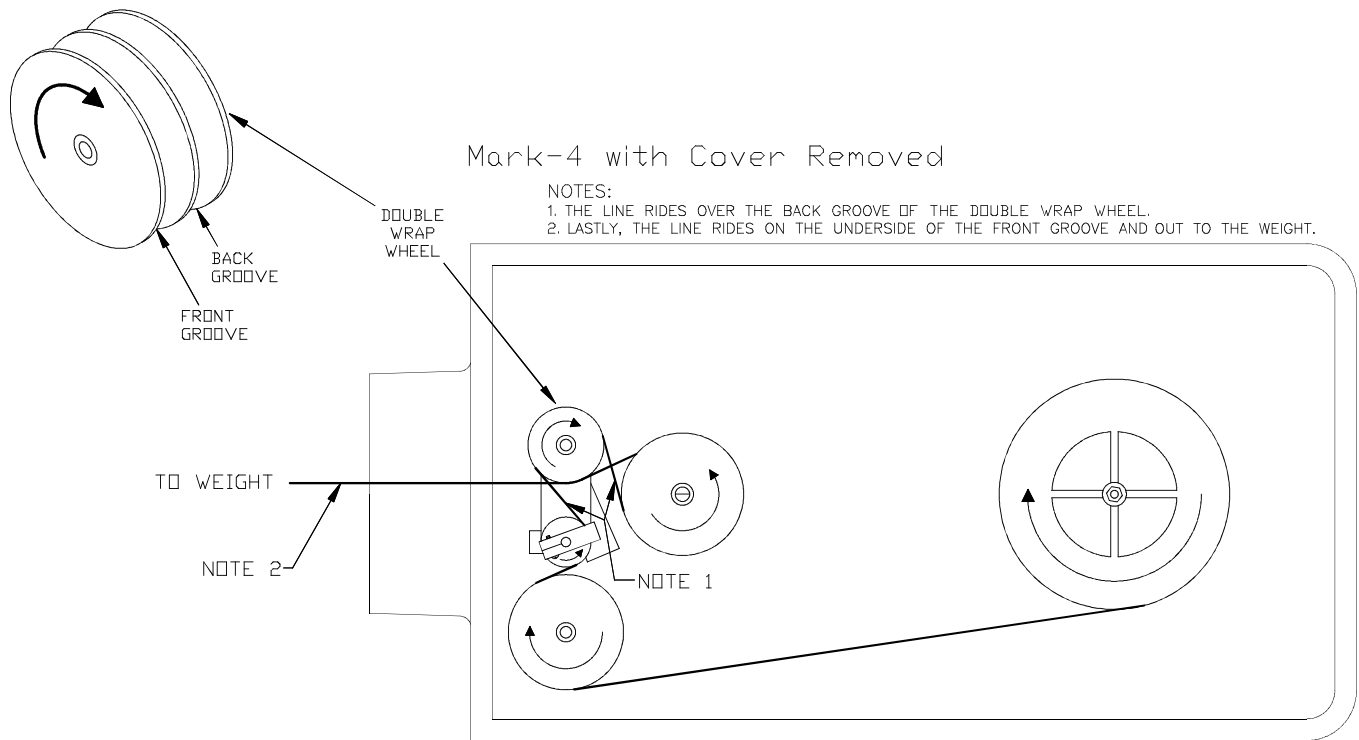 Mark-4 with Cover Removed
NOTES:
1. THE LINE RIDES OVER THE BACK GROOVE OF THE DOUBLE WRAP WHEEL.
2. LASTLY, THE LINE RIDES ON THE UNDERSIDE OF THE FRONT GROOVE AND OUT TO THE WEIGHT.
DOUBLE
WRAP
WHEEL
BACK
GROOVE
FRONT
GROOVE
TO WEIGHT
NOTE 2
NOTE 1